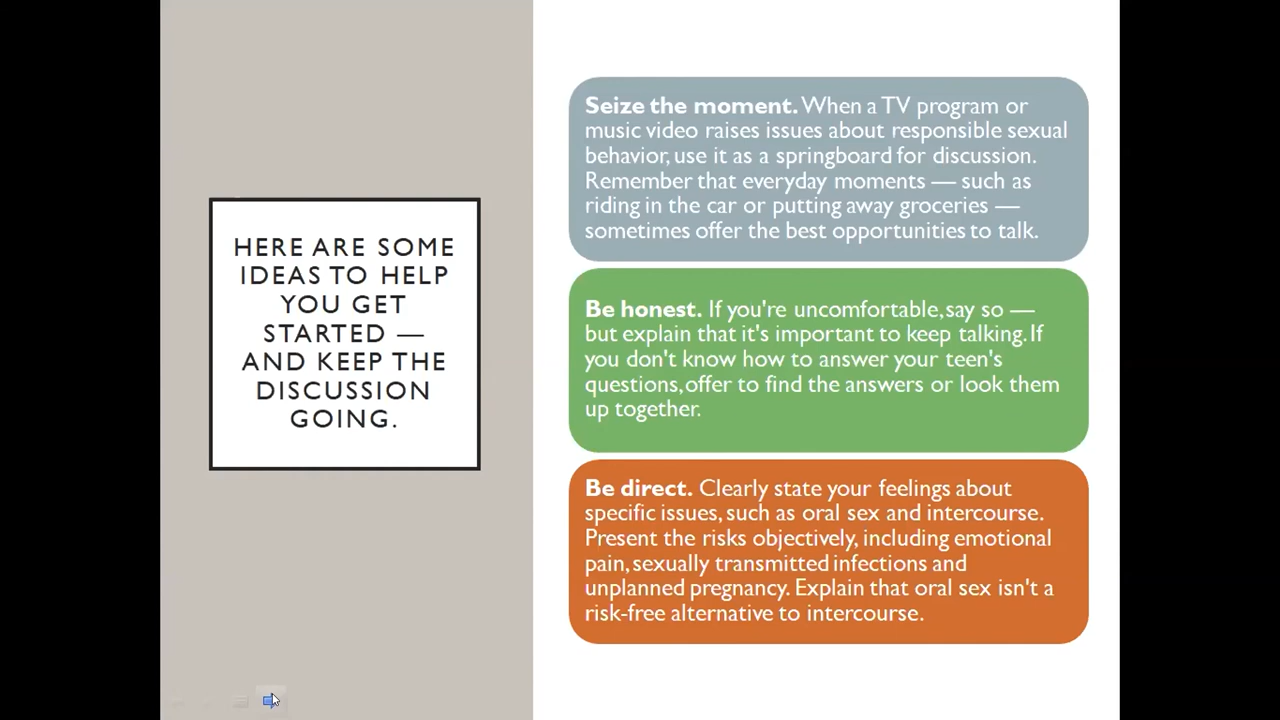 HERE ARE SOME
IDEAS TO HELP
YOU GET
STARTED —
AND KEEP THE
DISCUSSION
GOING.
Seize the moment. When a TV program or
music video raises issues about responsible sexual
behavior, use it as a springboard for discussion.
Remember that everyday moments — such as
riding in the car or putting away groceries —
sometimes offer the best opportunities to talk.
Be honest. If you're uncomfortable, say so —
but explain that it's important to keep talking. If
you don't know how to answer your teen's
questions, offer to find the answers or look them
up together.
Be direct. Clearly state your feelings about
specific issues, such as oral sex and intercourse.
Present the risks objectively, including emotional
pain, sexually transmitted infections and
unplanned pregnancy. Explain that oral sex isn't a
risk-free alternative to intercourse.